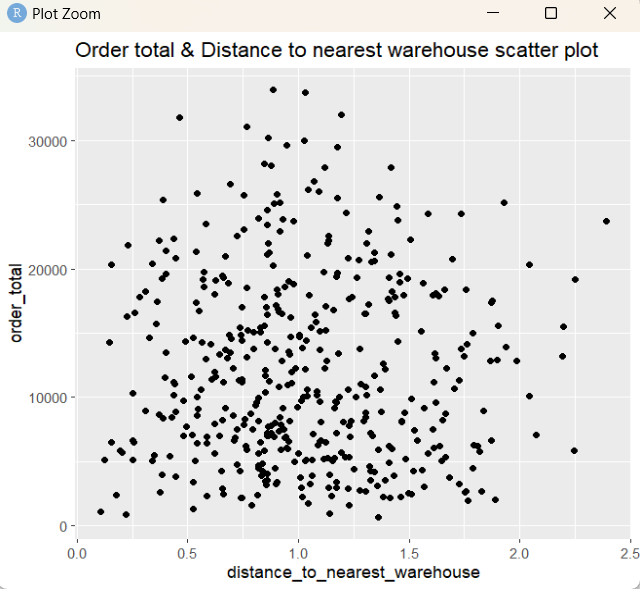 R Plot Zoom
Order total & Distance to nearest warehouse scatter plot
order_total
30000
20000
10000
0
0.0 0.5 1.0 1.5 2.0 2.5
distance_to_nearest_warehouse